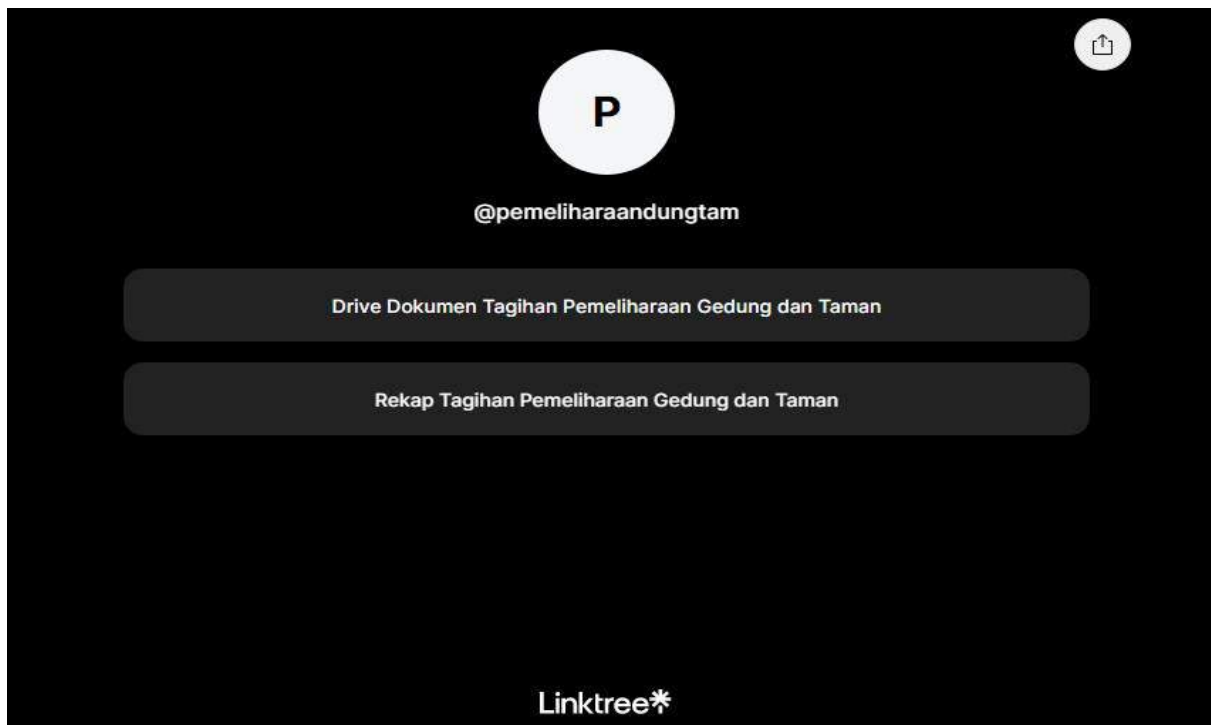 P
@pemeliharaandungtam
Drive Dokumen Tagihan Pemeliharaan Gedung dan Taman
Rekap Tagihan Pemeliharaan Gedung dan Taman
Linktree